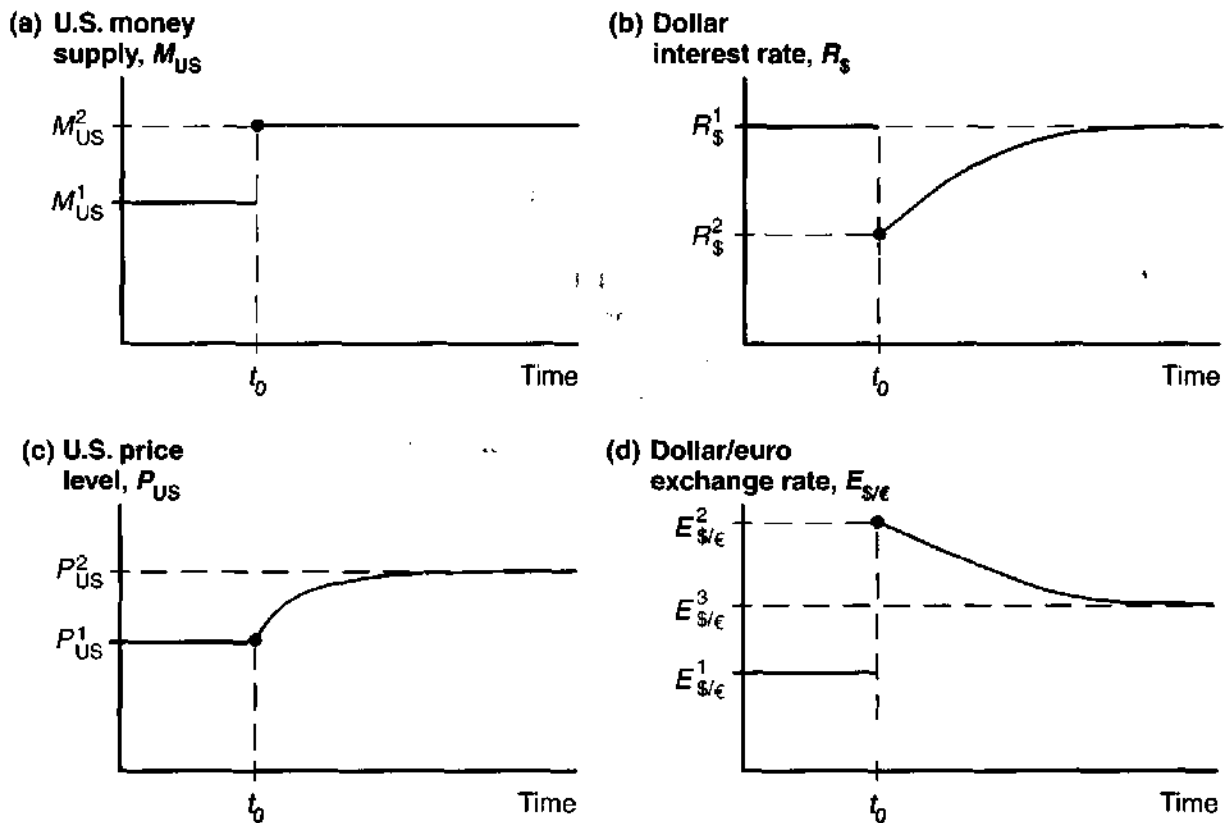 (a) U.S. money
supply, M_US
M²_US
M¹_US
t₀
Time
(b) Dollar
interest rate, R_$
R¹_$
R²_$
t₀
Time
(c) U.S. price
level, P_US
P²_US
P¹_US
t₀
Time
(d) Dollar/euro
exchange rate, E_$/€
E²_$/€
E³_$/€
E¹_$/€
t₀
Time